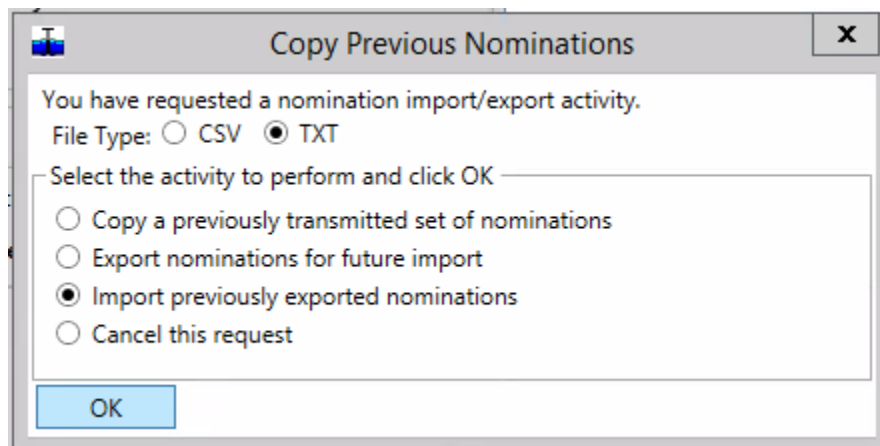 Copy Previous Nominations
x
You have requested a nomination import/export activity.
File Type: CSV TXT
Select the activity to perform and click OK
Copy a previously transmitted set of nominations
Export nominations for future import
Import previously exported nominations
Cancel this request
OK